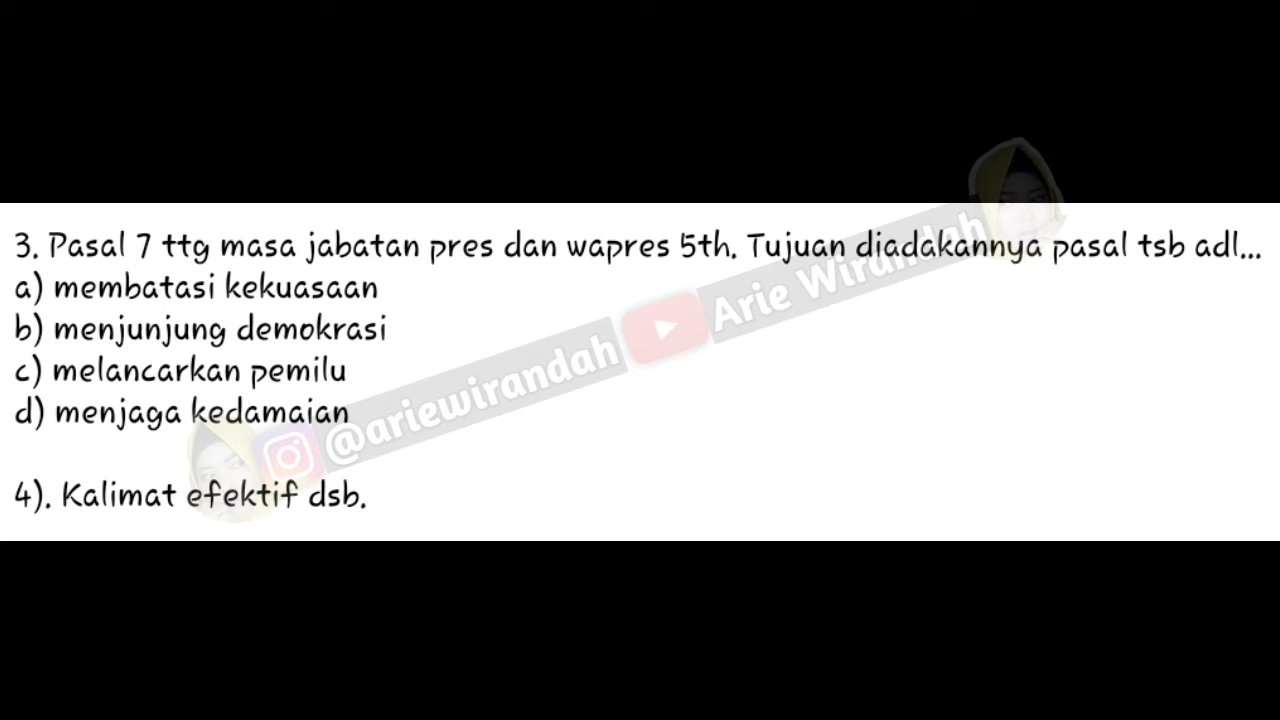 3. Pasal 7 ttg masa jabatan pres dan wapres 5th. Tujuan diadakannya pasal tsb adl...
a) membatasi kekuasaan
b) menjunjung demokrasi
c) melancarkan pemilu
d) menjaga kedamaian
4). Kalimat efektif dsb.
@ariewirandah Arie Wirandah